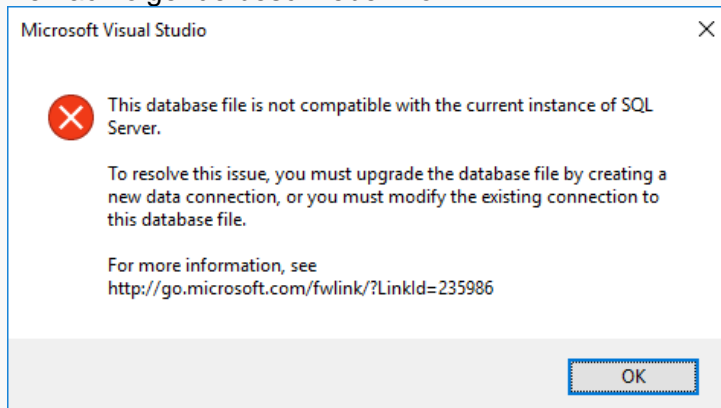 Microsoft Visual Studio
This database file is not compatible with the current instance of SQL
Server.
To resolve this issue, you must upgrade the database file by creating a
new data connection, or you must modify the existing connection to
this database file.
For more information, see
http://go.microsoft.com/fwlink/?LinkId=235986
OK